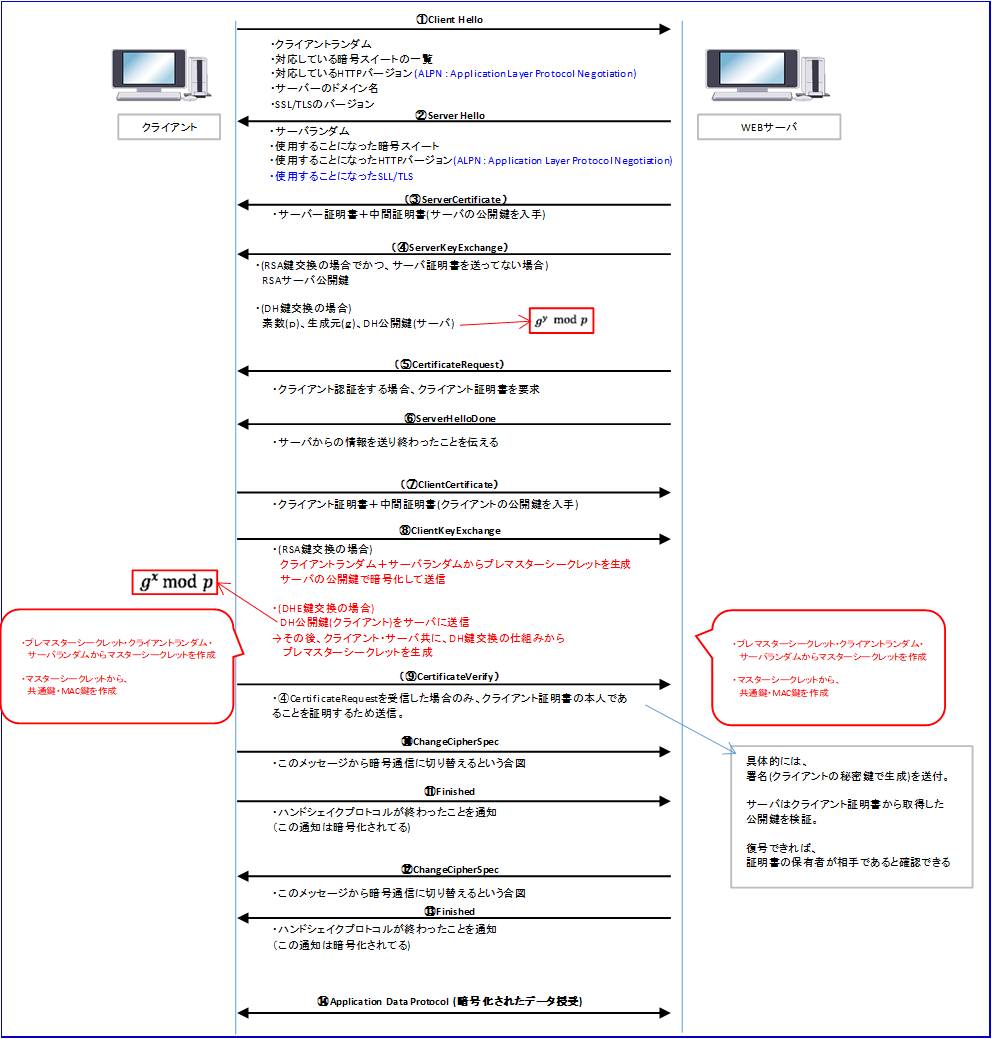 ①Client Hello
・クライアントランダム
・対応している暗号スイートの一覧
・対応しているHTTPバージョン(ALPN : Application Layer Protocol Negotiation)
・サーバーのドメイン名
・SSL/TLSのバージョン
クライアント
WEBサーバ
②Server Hello
・サーバランダム
・使用することになった暗号スイート
・使用することになったHTTPバージョン(ALPN : Application Layer Protocol Negotiation)
・使用することになったSLL/TLS
(③ServerCertificate)
・サーバー証明書+中間証明書(サーバの公開鍵を入手)
(④ServerKeyExchange)
・(RSA鍵交換の場合でかつ、サーバ証明書を送ってない場合)
RSAサーバ公開鍵
・(DH鍵交換の場合)
素数(p)、生成元(g)、DH公開鍵(サーバ)
g^y mod p
(⑤CertificateRequest)
・クライアント認証をする場合、クライアント証明書を要求
⑥ServerHelloDone
・サーバからの情報を送り終わったことを伝える
(⑦ClientCertificate)
・クライアント証明書+中間証明書(クライアントの公開鍵を入手)
⑧ClientKeyExchange
・(RSA鍵交換の場合)
クライアントランダム+サーバランダムからプレマスターシークレットを生成
サーバの公開鍵で暗号化して送信
g^x mod p
・(DHE鍵交換の場合)
DH公開鍵(クライアント)をサーバに送信
→その後、クライアント・サーバ共に、DH鍵交換の仕組みから
プレマスターシークレットを生成
・プレマスターシークレット・クライアントランダム・
サーバランダムからマスターシークレットを作成
・マスターシークレットから、
共通鍵・MAC鍵を作成
・プレマスターシークレット・クライアントランダム・
サーバランダムからマスターシークレットを作成
・マスターシークレットから、
共通鍵・MAC鍵を作成
(⑨CertificateVerify)
・④CertificateRequestを受信した場合のみ、クライアント証明書の本人であ
ることを証明するため送信。
⑩ChangeCipherSpec
・このメッセージから暗号通信に切り替えるという合図
具体的には、
署名(クライアントの秘密鍵で生成)を送付。
サーバはクライアント証明書から取得した
公開鍵を検証。
復号できれば、
証明書の保有者が相手であると確認できる
⑪Finished
・ハンドシェイクプロトコルが終わったことを通知
(この通知は暗号化されてる)
⑫ChangeCipherSpec
・このメッセージから暗号通信に切り替えるという合図
⑬Finished
・ハンドシェイクプロトコルが終わったことを通知
(この通知は暗号化されてる)
⑭Application Data Protocol (暗号化されたデータ授受)